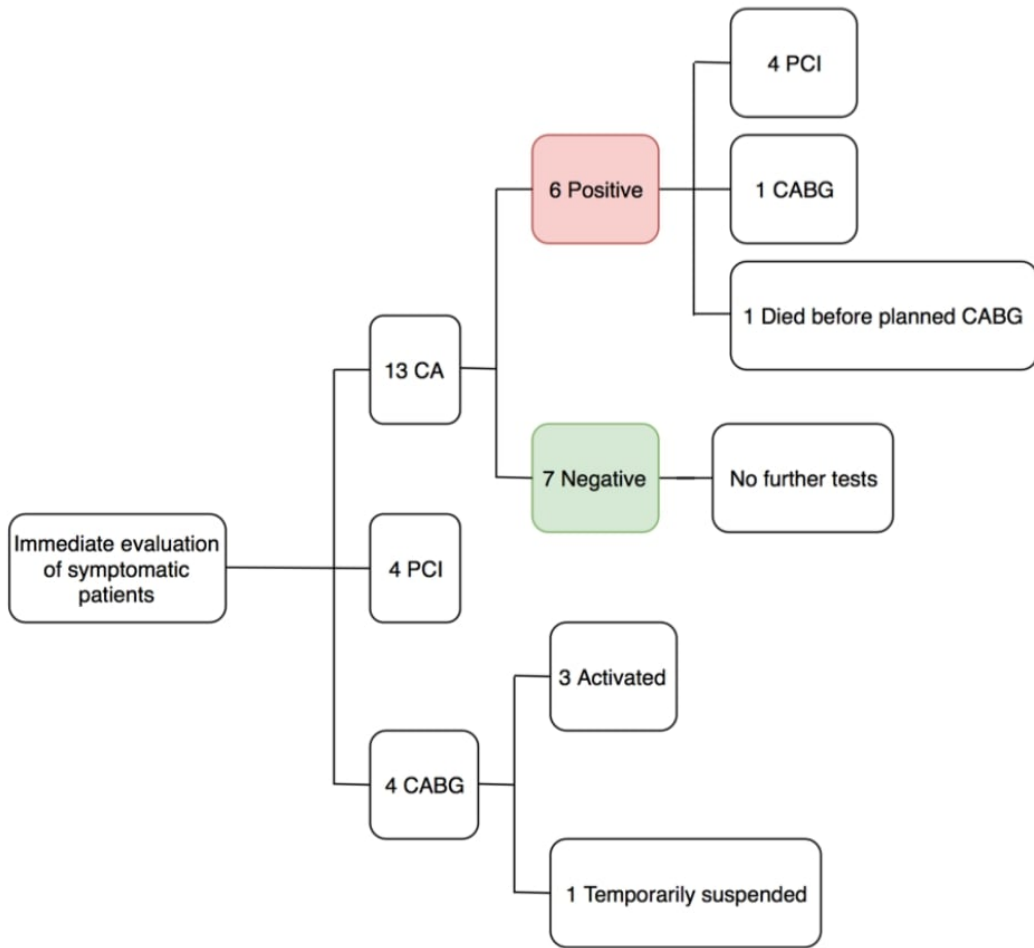 4 PCI
6 Positive
1 CABG
1 Died before planned CABG
13 CA
7 Negative
No further tests
Immediate evaluation
of symptomatic
patients
4 PCI
3 Activated
4 CABG
1 Temporarily suspended